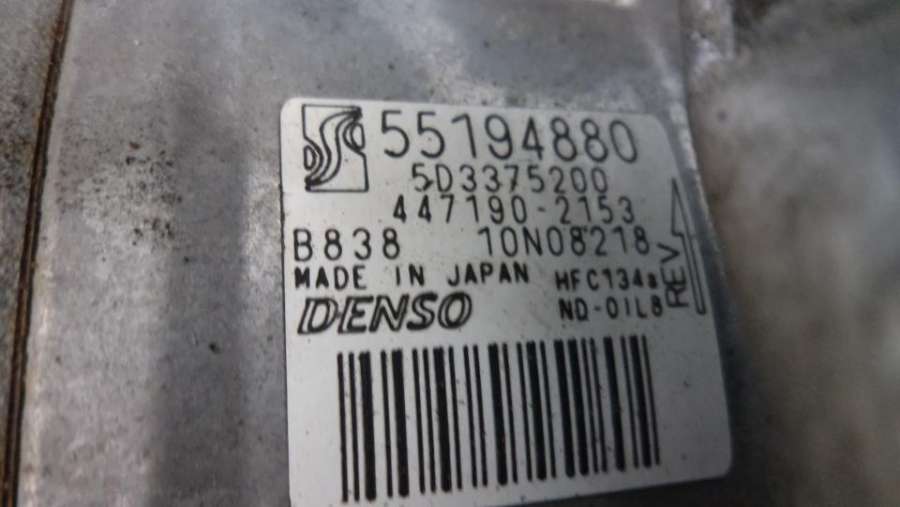 55194880
5D3375200
447190-2153
B838 10N08218
MADE IN JAPAN HFC134a
DENSO ND-OIL8
REV